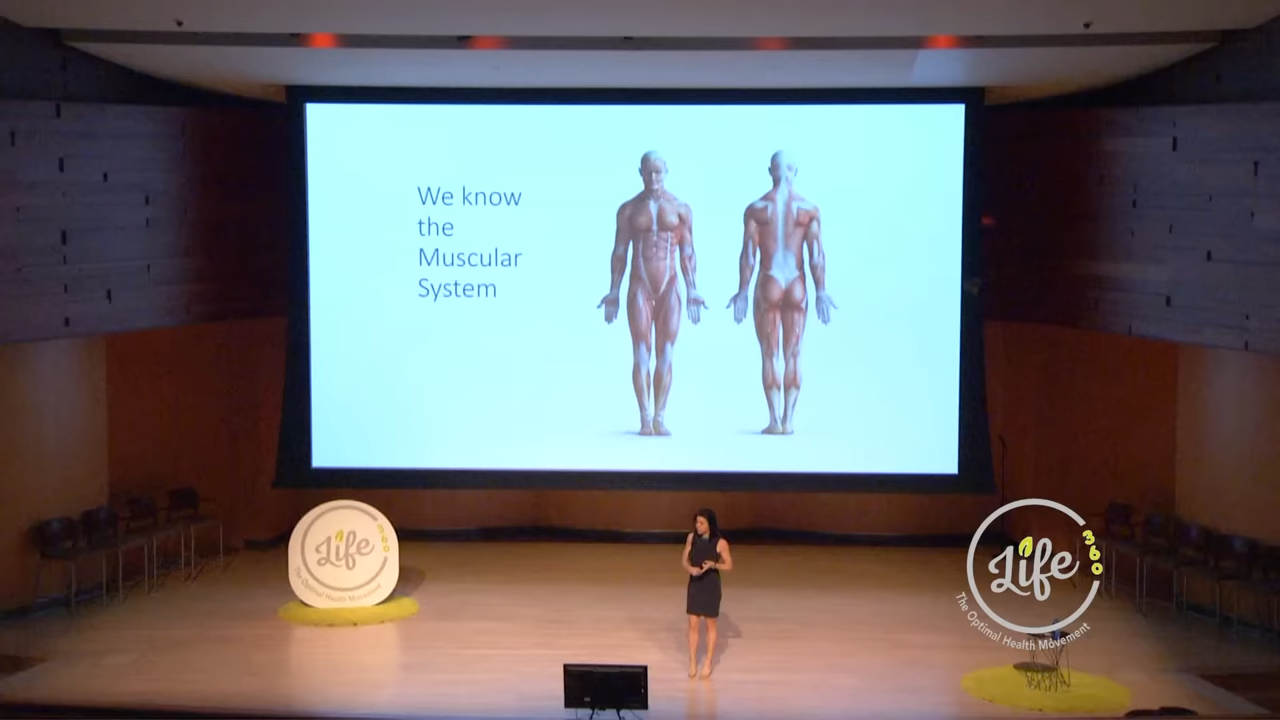 We know
the
Muscular
System
Life
360
The Optimal Health Movement
Life
360
The Optimal Health Movement